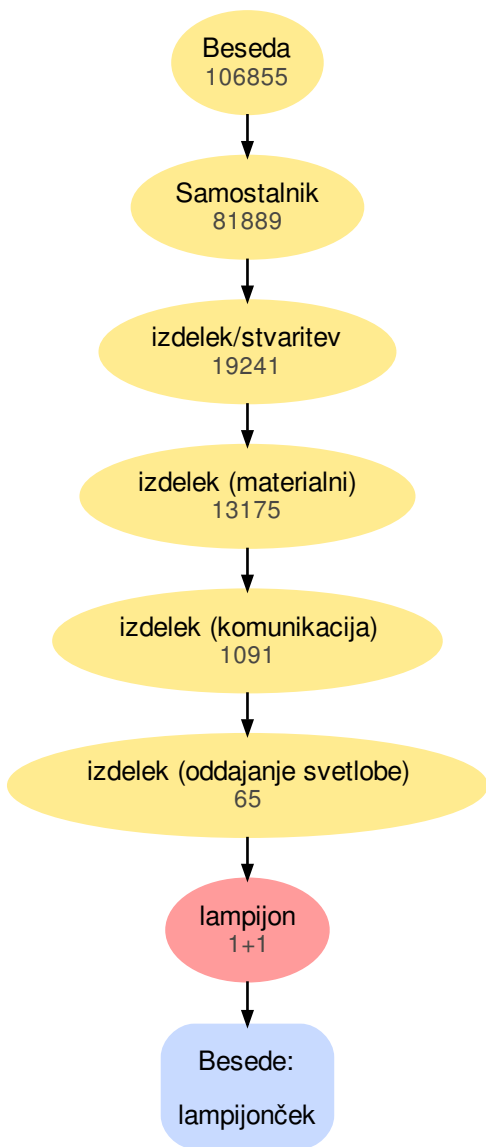 Beseda
106855
Samostalnik
81889
izdelek/stvaritev
19241
izdelek (materialni)
13175
izdelek (komunikacija)
1091
izdelek (oddajanje svetlobe)
65
lampijon
1+1
Besede:
lampijonček